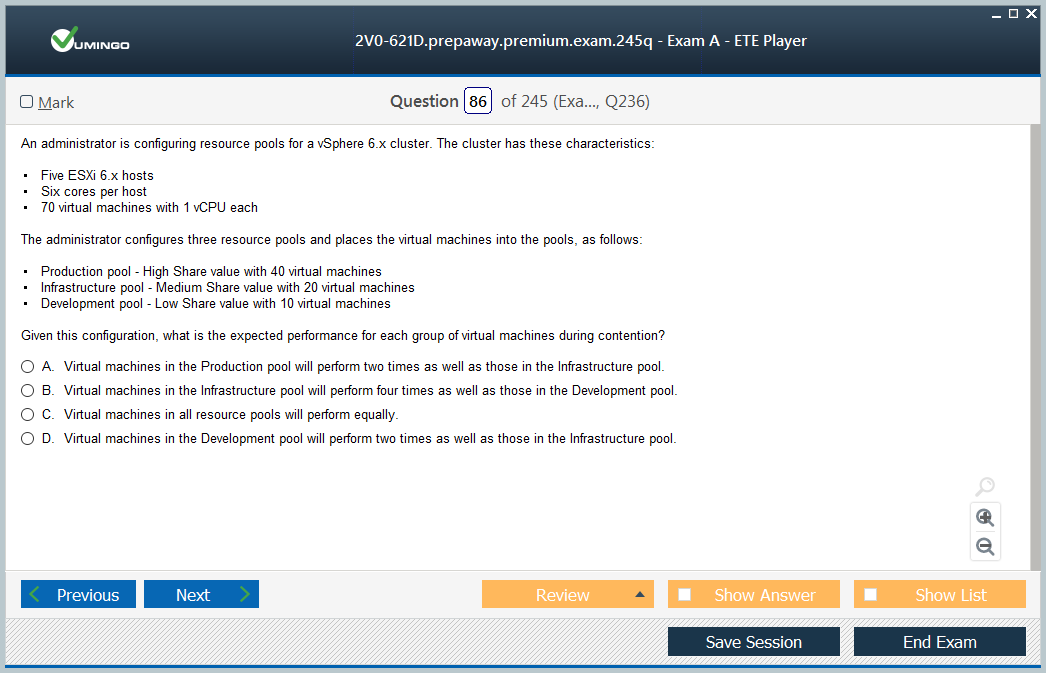 VUMINGO
2V0-621D.prepaway.premium.exam.245q - Exam A - ETE Player
Mark
Question 86 of 245 (Exa..., Q236)
An administrator is configuring resource pools for a vSphere 6.x cluster. The cluster has these characteristics:
• Five ESXi 6.x hosts
• Six cores per host
• 70 virtual machines with 1 vCPU each
The administrator configures three resource pools and places the virtual machines into the pools, as follows:
• Production pool - High Share value with 40 virtual machines
• Infrastructure pool - Medium Share value with 20 virtual machines
• Development pool - Low Share value with 10 virtual machines
Given this configuration, what is the expected performance for each group of virtual machines during contention?
A. Virtual machines in the Production pool will perform two times as well as those in the Infrastructure pool.
B. Virtual machines in the Infrastructure pool will perform four times as well as those in the Development pool.
C. Virtual machines in all resource pools will perform equally.
D. Virtual machines in the Development pool will perform two times as well as those in the Infrastructure pool.
Previous Next Review Show Answer Show List
Save Session End Exam